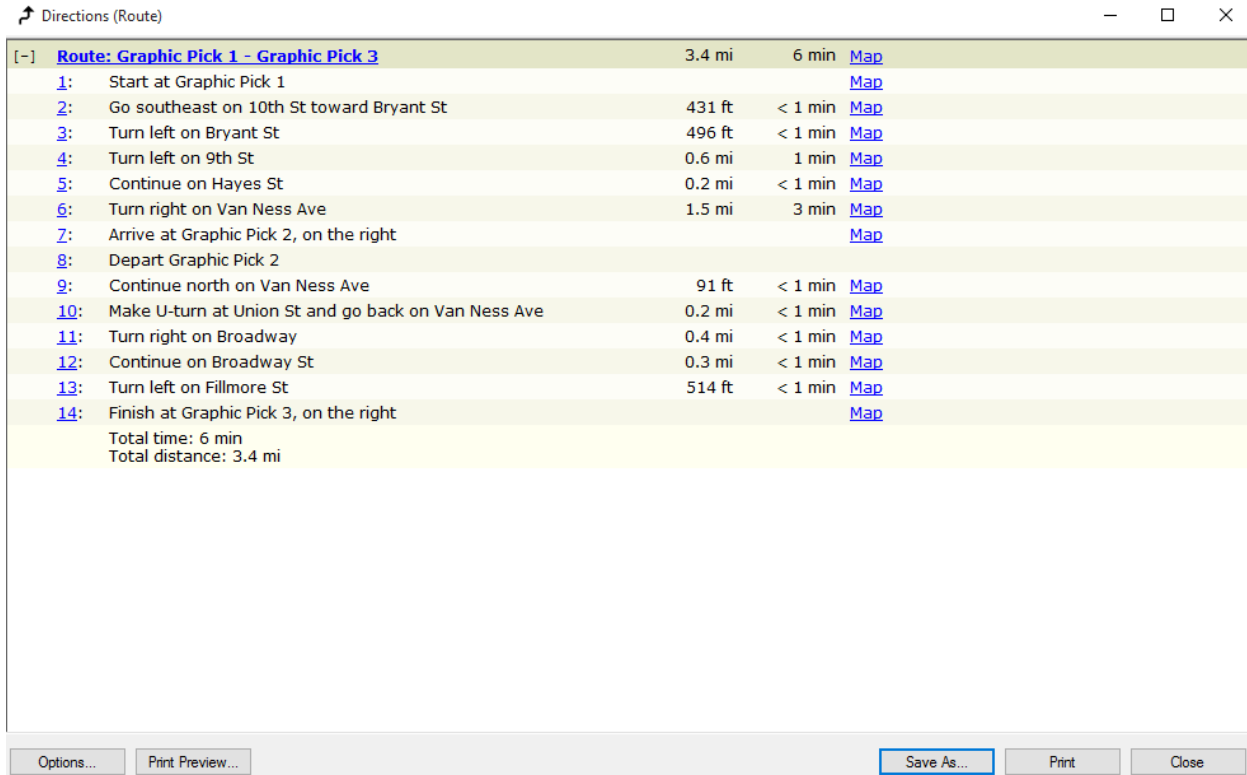 Directions (Route)
[-] Route: Graphic Pick 1 - Graphic Pick 3 3.4 mi 6 min Map
1: Start at Graphic Pick 1 Map
2: Go southeast on 10th St toward Bryant St 431 ft < 1 min Map
3: Turn left on Bryant St 496 ft < 1 min Map
4: Turn left on 9th St 0.6 mi 1 min Map
5: Continue on Hayes St 0.2 mi < 1 min Map
6: Turn right on Van Ness Ave 1.5 mi 3 min Map
7: Arrive at Graphic Pick 2, on the right Map
8: Depart Graphic Pick 2
9: Continue north on Van Ness Ave 91 ft < 1 min Map
10: Make U-turn at Union St and go back on Van Ness Ave 0.2 mi < 1 min Map
11: Turn right on Broadway 0.4 mi < 1 min Map
12: Continue on Broadway St 0.3 mi < 1 min Map
13: Turn left on Fillmore St 514 ft < 1 min Map
14: Finish at Graphic Pick 3, on the right Map
Total time: 6 min
Total distance: 3.4 mi
Options... Print Preview... Save As... Print Close